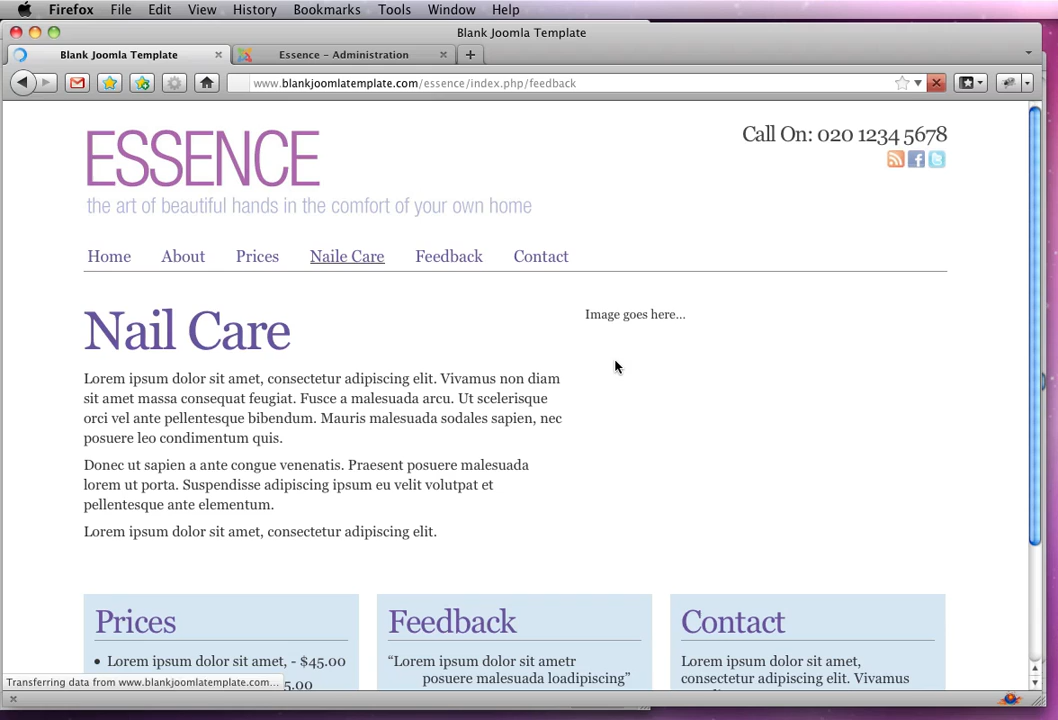 Firefox File Edit View History Bookmarks Tools Window Help
Blank Joomla Template
Blank Joomla Template Essence - Administration
www.blankjoomlatemplate.com/essence/index.php/feedback
ESSENCE
the art of beautiful hands in the comfort of your own home
Call On: 020 1234 5678
Home About Prices Naile Care Feedback Contact
Nail Care
Lorem ipsum dolor sit amet, consectetur adipiscing elit. Vivamus non diam
sit amet massa consequat feugiat. Fusce a malesuada arcu. Ut scelerisque
orci vel ante pellentesque bibendum. Mauris malesuada sodales sapien, nec
posuere leo condimentum quis.
Donec ut sapien a ante congue venenatis. Praesent posuere malesuada
lorem ut porta. Suspendisse adipiscing ipsum eu velit volutpat et
pellentesque ante elementum.
Lorem ipsum dolor sit amet, consectetur adipiscing elit.
Image goes here...
Prices
• Lorem ipsum dolor sit amet, - $45.00
5.00
Feedback
“Lorem ipsum dolor sit ametr
posuere malesuada loadipiscing”
Contact
Lorem ipsum dolor sit amet,
consectetur adipiscing elit. Vivamus
Transferring data from www.blankjoomlatemplate.com...